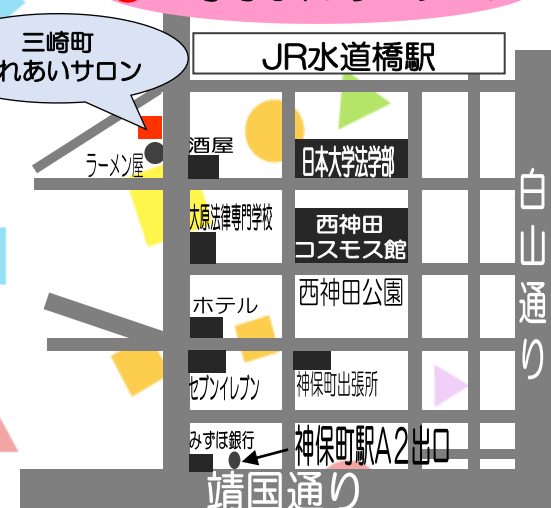 三崎町
れあいサロン
JR水道橋駅
酒屋
ラーメン屋
日本大学法学部
白山通り
大原法律専門学校
西神田
コスモス館
ホテル
西神田公園
セブンイレブン
神保町出張所
みずほ銀行
神保町駅A2出口
靖国通り